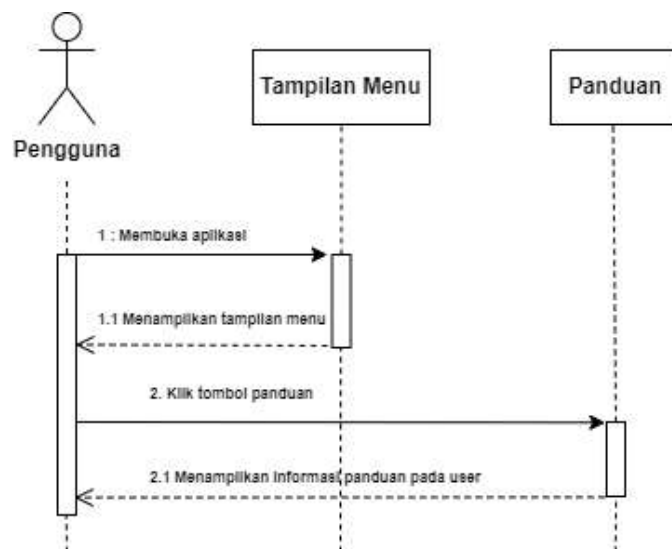 Tampilan Menu
Panduan
Pengguna
1 : Membuka aplikasi
1.1 Menampilkan tampilan menu
2. Klik tombol panduan
2.1 Menampilkan informasi panduan pada user